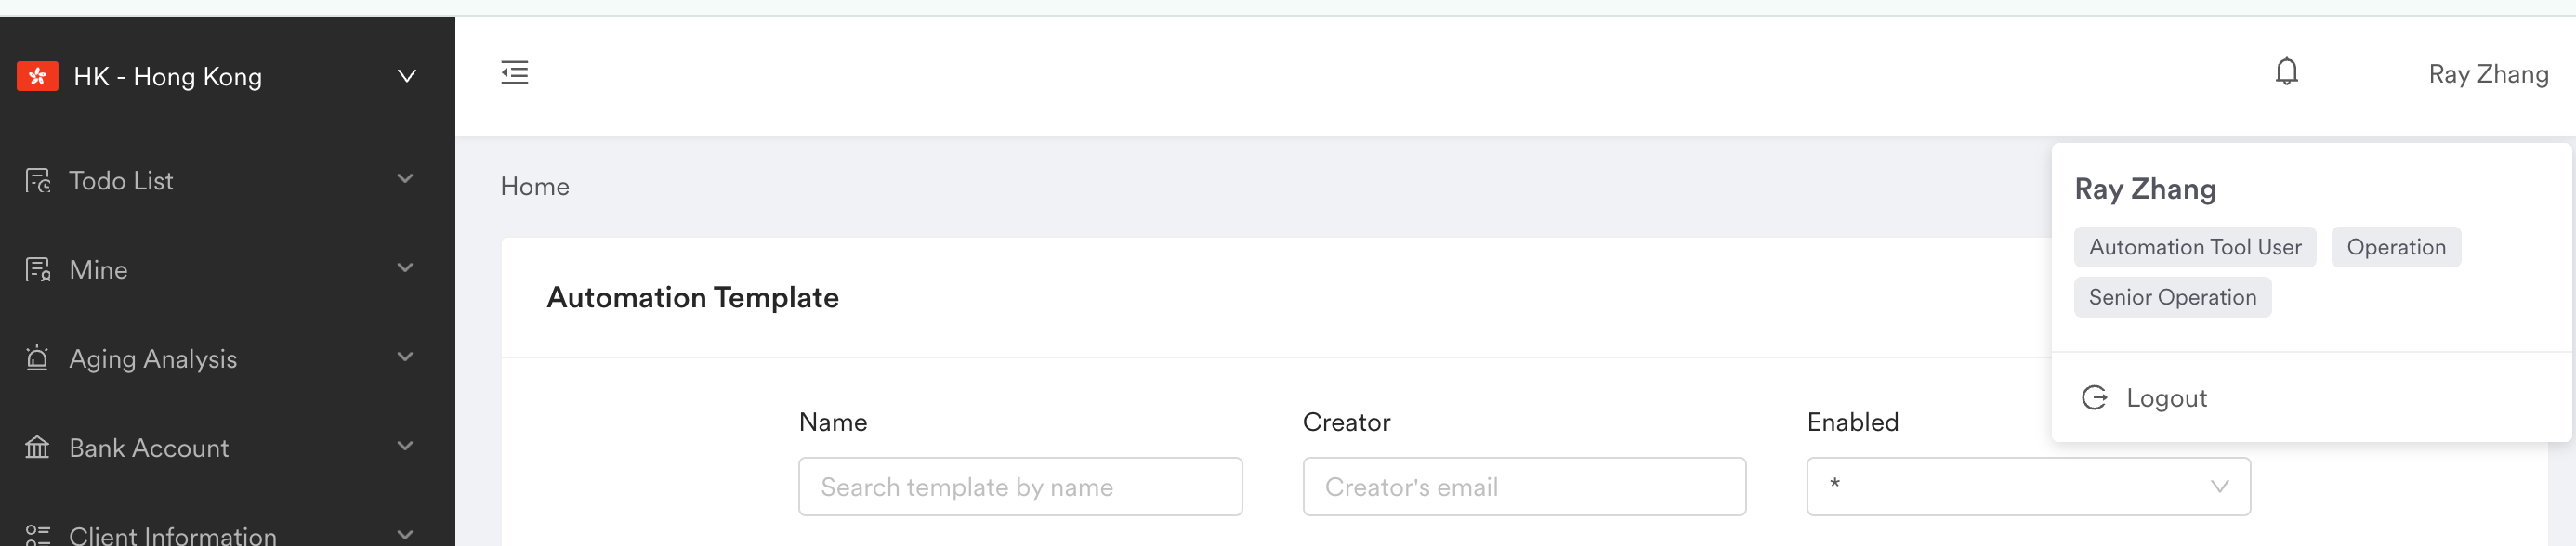 HK - Hong Kong
Todo List
Mine
Aging Analysis
Bank Account
Client Information
Ray Zhang
Home
Automation Template
Name
Search template by name
Creator
Creator's email
Enabled
*
Ray Zhang
Automation Tool User
Operation
Senior Operation
Logout